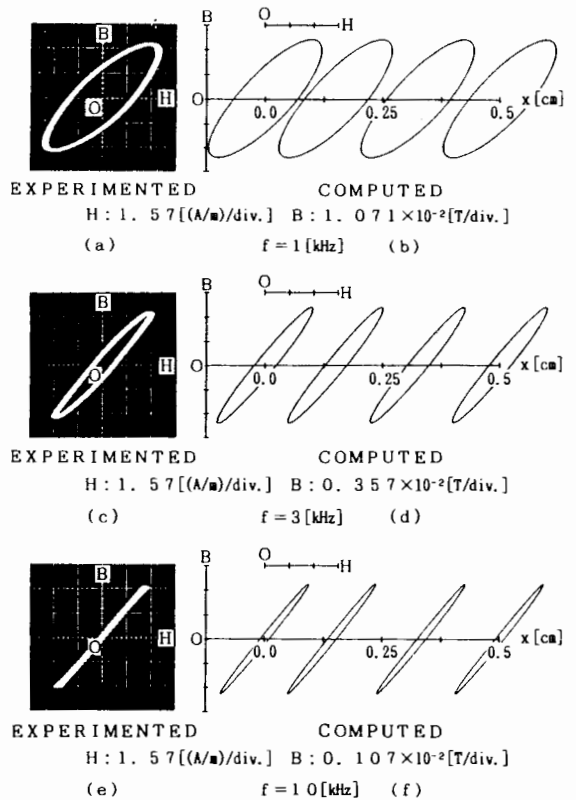 B
O
H
B
O H
O
0.0 0.25 0.5
x[cm]
EXPERIMENTED COMPUTED
H:1.57[(A/m)/div.] B:1.071×10⁻²[T/div.]
(a) f=1[kHz] (b)
B
O
H
B
O H
O
0.0 0.25 0.5
x[cm]
EXPERIMENTED COMPUTED
H:1.57[(A/m)/div.] B:0.357×10⁻²[T/div.]
(c) f=3[kHz] (d)
B
O
H
B
O H
O
0.0 0.25 0.5
x[cm]
EXPERIMENTED COMPUTED
H:1.57[(A/m)/div.] B:0.107×10⁻²[T/div.]
(e) f=10[kHz] (f)